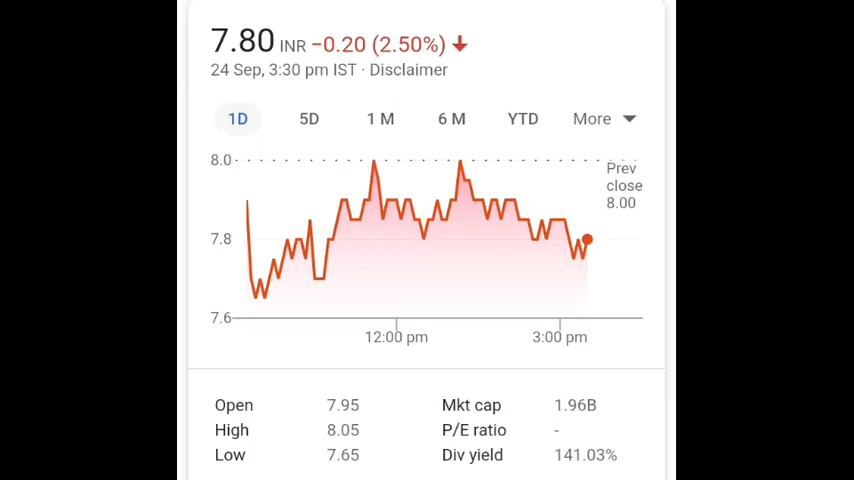 7.80 INR −0.20 (2.50%)
24 Sep, 3:30 pm IST · Disclaimer
1D 5D 1 M 6 M YTD More
8.0
Prev
close
8.00
7.8
7.6
12:00 pm 3:00 pm
Open 7.95 Mkt cap 1.96B
High 8.05 P/E ratio -
Low 7.65 Div yield 141.03%